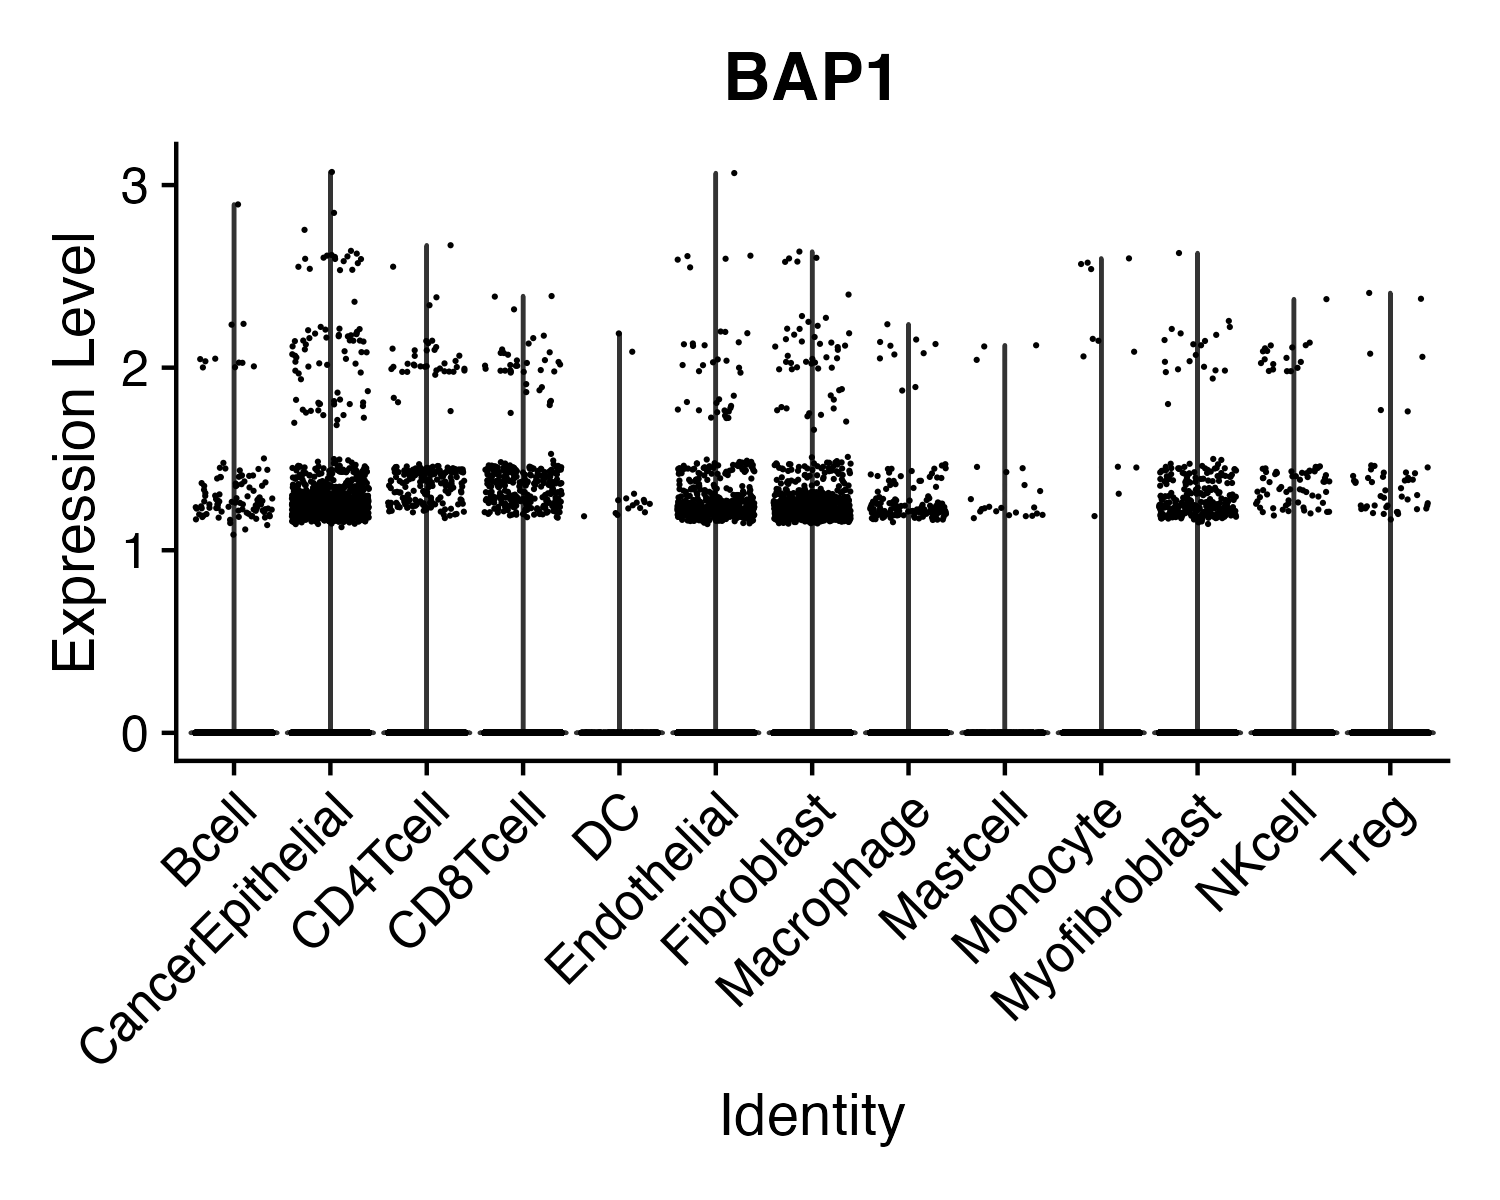 BAP1
Expression Level
3
2
1
0
Bcell
CancerEpithelial
CD4Tcell
CD8Tcell
DC
Endothelial
Fibroblast
Macrophage
Mastcell
Monocyte
Myofibroblast
NKcell
Treg
Identity